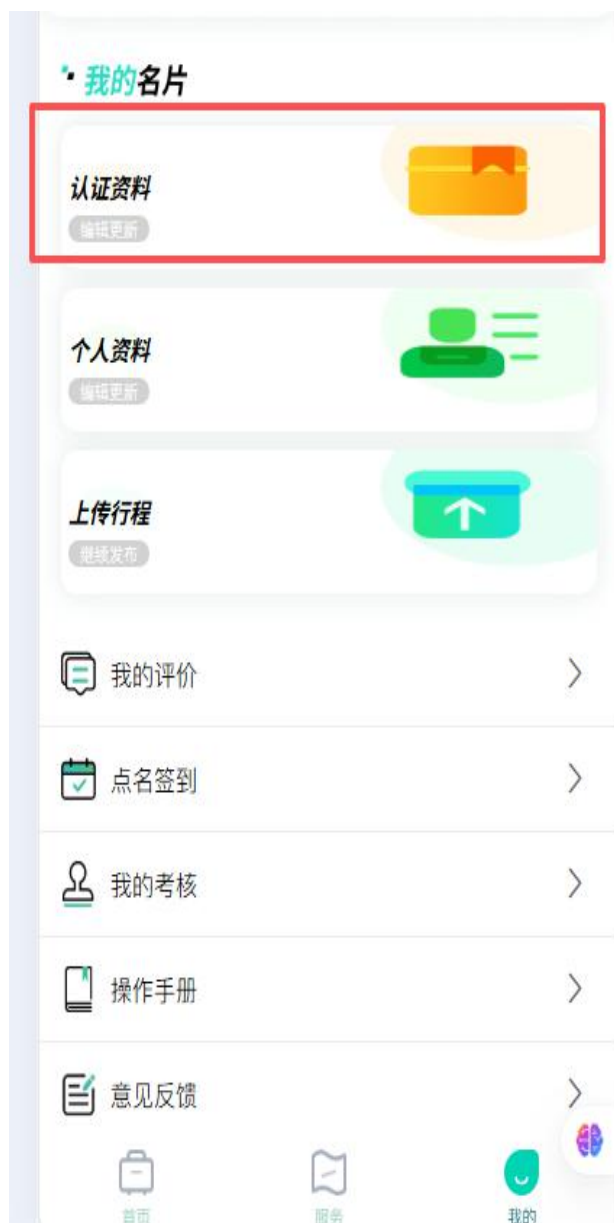 我的名片
认证资料
编辑更新
个人资料
编辑更新
上传行程
继续发布
我的评价
点名签到
我的考核
操作手册
意见反馈
首页
服务
我的